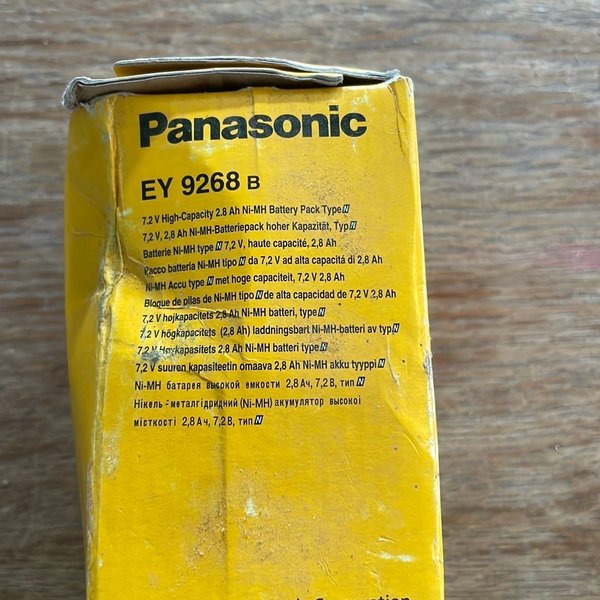 Panasonic
EY 9268 B
7.2 V High-Capacity 2.8 Ah Ni-MH Battery Pack Type N
7,2 V, 2,8 Ah Ni-MH-Batteriepack hoher Kapazität, Typ N
Batterie Ni-MH type N 7,2 V, haute capacité, 2,8 Ah
Pacco batteria Ni-MH tipo N da 7,2 V ad alta capacitá di 2,8 Ah
Ni-MH Accu type N met hoge capaciteit, 7,2 V 2,8 Ah
Bloque de pilas de Ni-MH tipo N de alta capacidad de 7,2 V 2,8 Ah
7,2 V højkapacitets 2,8 Ah Ni-MH batteri, type N
7,2 V högkapacitets (2,8 Ah) laddningsbart Ni-MH-batteri av typ N
7,2 V Høykapasitets 2.8 Ah Ni-MH batteri type N
7,2 V suuren kapasiteetin omaava 2,8 Ah Ni-MH akku tyyppi N
Ni-MH батарея высокой емкости 2,8 Ач, 7,2 В, тип N
Нікель-металгідридний (Ni-MH) акумулятор високої
місткості 2,8 Ач, 7,2 В, тип N
Corporation